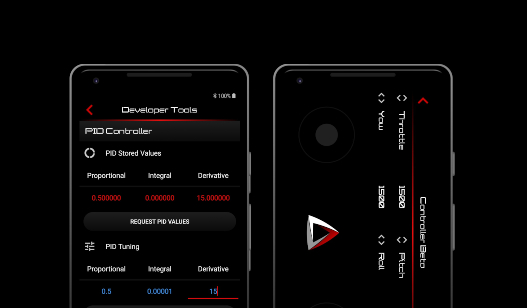 100%
Developer Tools
PID Controller
PID Stored Values
Proportional Integral Derivative
0.500000 0.000000 15.000000
REQUEST PID VALUES
PID Tuning
Proportional Integral Derivative
0.5 0.00001 15
Controller (Beta
Throttle 1500 Pitch
Yaw 1500 Roll